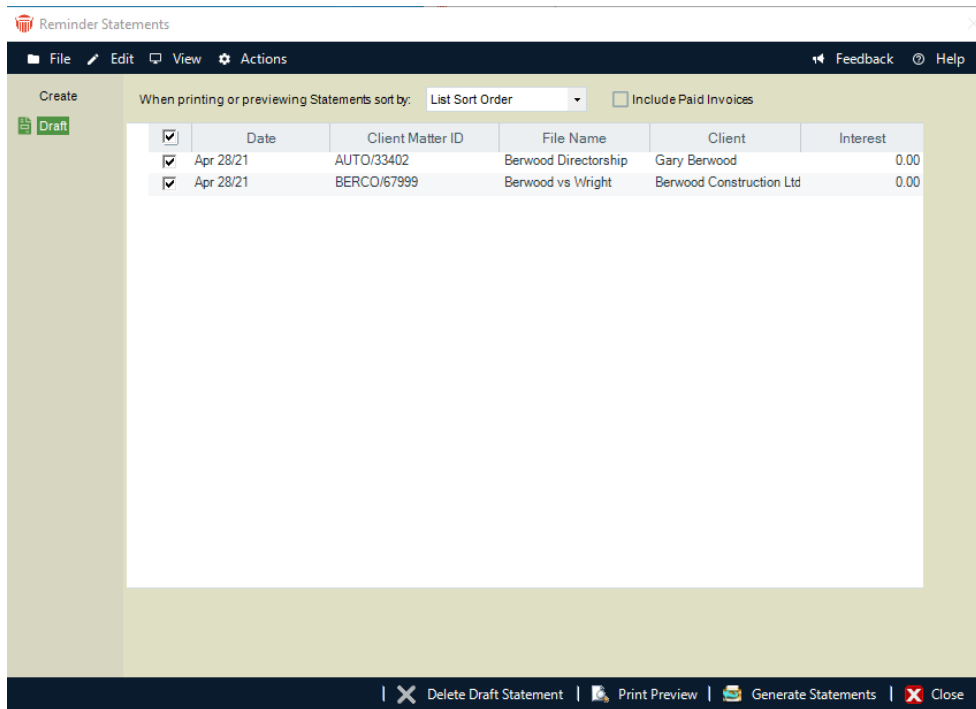 Reminder Statements
File Edit View Actions Feedback Help
Create
When printing or previewing Statements sort by: List Sort Order Include Paid Invoices
Draft
Date Client Matter ID File Name Client Interest
Apr 28/21 AUTO/33402 Berwood Directorship Gary Berwood 0.00
Apr 28/21 BERCO/67999 Berwood vs Wright Berwood Construction Ltd 0.00
Delete Draft Statement Print Preview Generate Statements Close